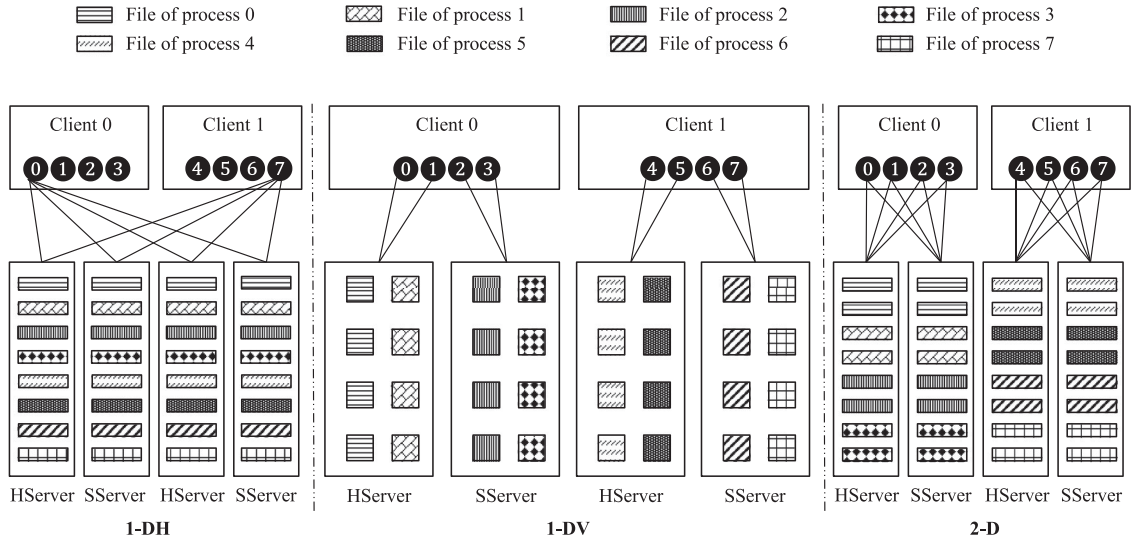 File of process 0 File of process 1 File of process 2 File of process 3
File of process 4 File of process 5 File of process 6 File of process 7
Client 0 Client 1 Client 0 Client 1 Client 0 Client 1
0 1 2 3 4 5 6 7 0 1 2 3 4 5 6 7 0 1 2 3 4 5 6 7
HServer SServer HServer SServer HServer SServer HServer SServer HServer SServer HServer SServer
1-DH 1-DV 2-D